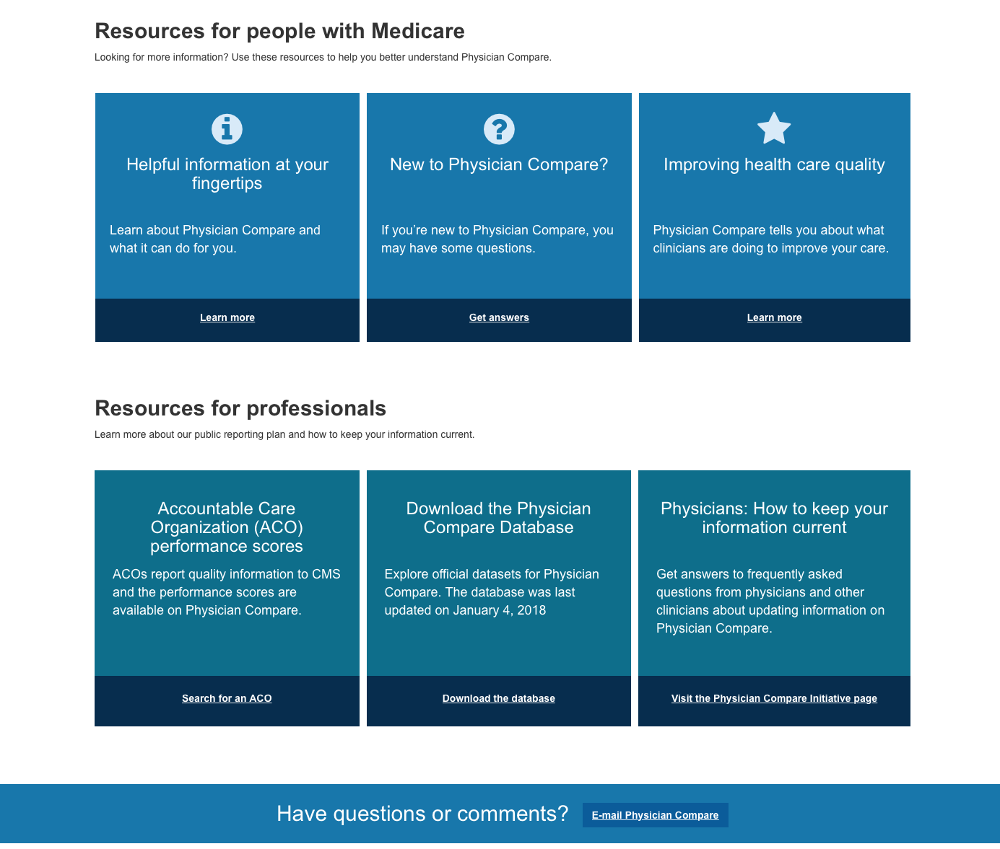 Resources for people with Medicare
Looking for more information? Use these resources to help you better understand Physician Compare.
Helpful information at your
fingertips
Learn about Physician Compare and
what it can do for you.
Learn more
New to Physician Compare?
If you’re new to Physician Compare, you
may have some questions.
Get answers
Improving health care quality
Physician Compare tells you about what
clinicians are doing to improve your care.
Learn more
Resources for professionals
Learn more about our public reporting plan and how to keep your information current.
Accountable Care
Organization (ACO)
performance scores
ACOs report quality information to CMS
and the performance scores are
available on Physician Compare.
Search for an ACO
Download the Physician
Compare Database
Explore official datasets for Physician
Compare. The database was last
updated on January 4, 2018
Download the database
Physicians: How to keep your
information current
Get answers to frequently asked
questions from physicians and other
clinicians about updating information on
Physician Compare.
Visit the Physician Compare Initiative page
Have questions or comments?
E-mail Physician Compare